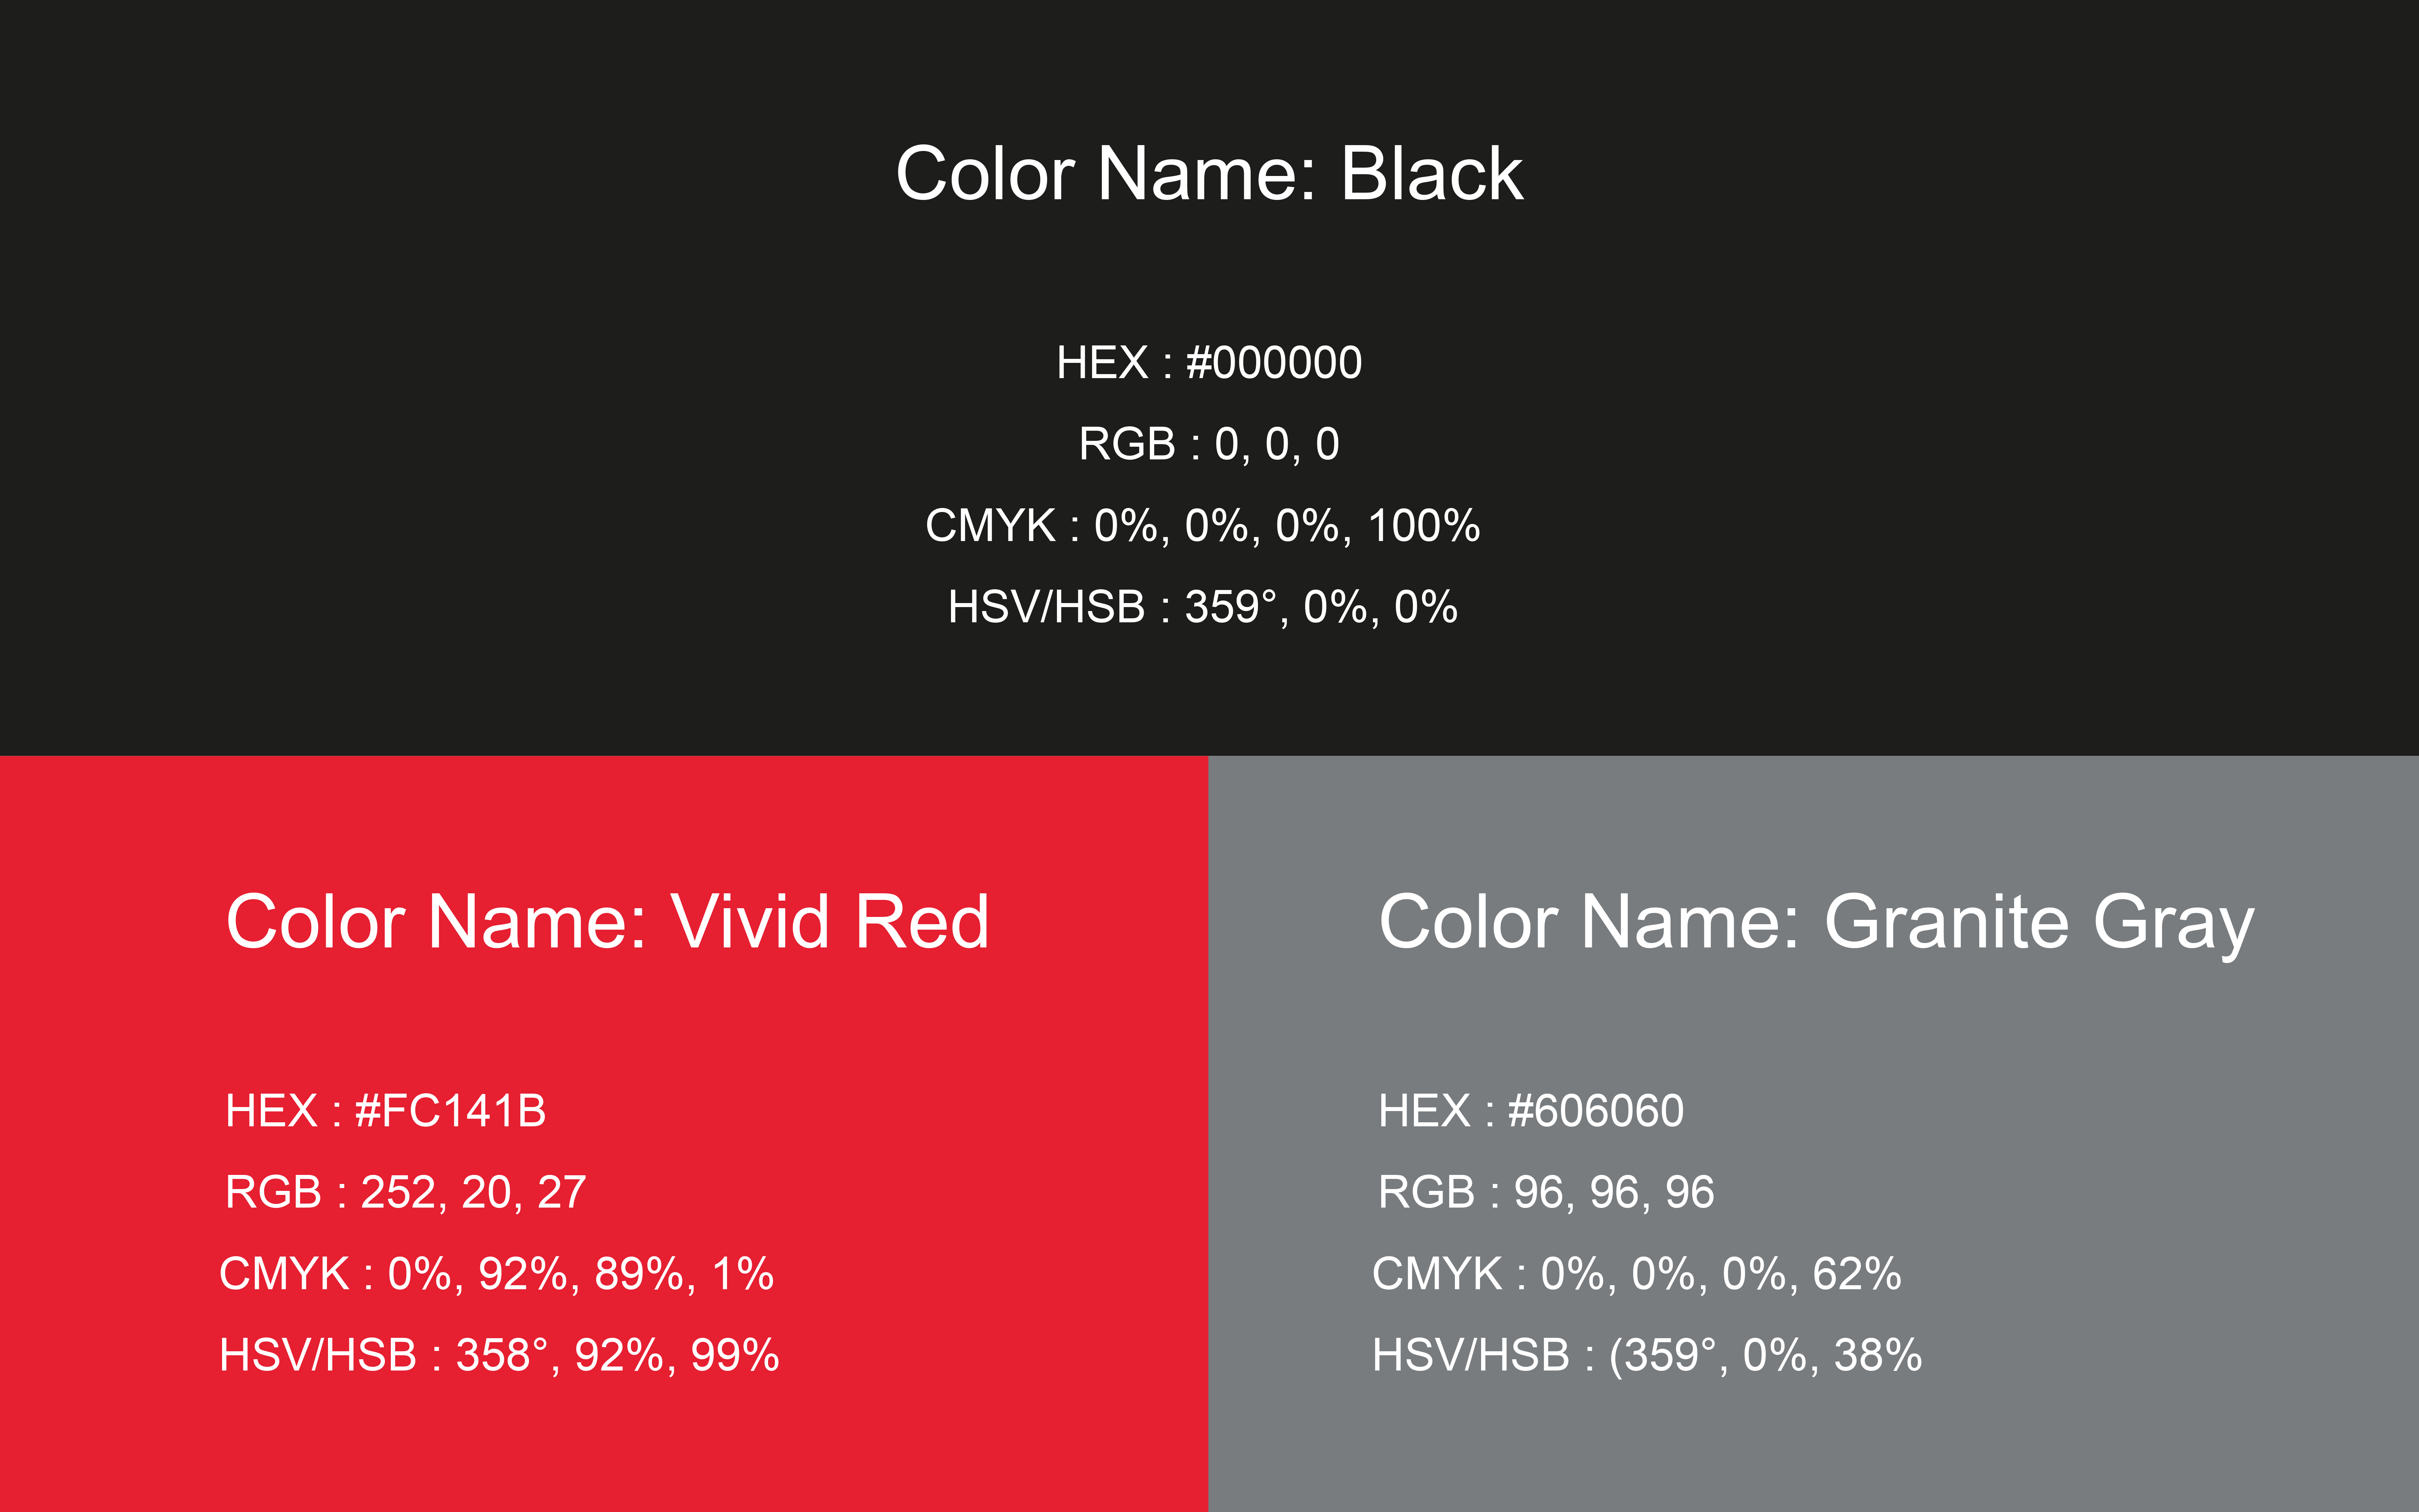 Color Name: Black
HEX : #000000
RGB : 0, 0, 0
CMYK : 0%, 0%, 0%, 100%
HSV/HSB : 359°, 0%, 0%
Color Name: Vivid Red
HEX : #FC141B
RGB : 252, 20, 27
CMYK : 0%, 92%, 89%, 1%
HSV/HSB : 358°, 92%, 99%
Color Name: Granite Gray
HEX : #606060
RGB : 96, 96, 96
CMYK : 0%, 0%, 0%, 62%
HSV/HSB : (359°, 0%, 38%